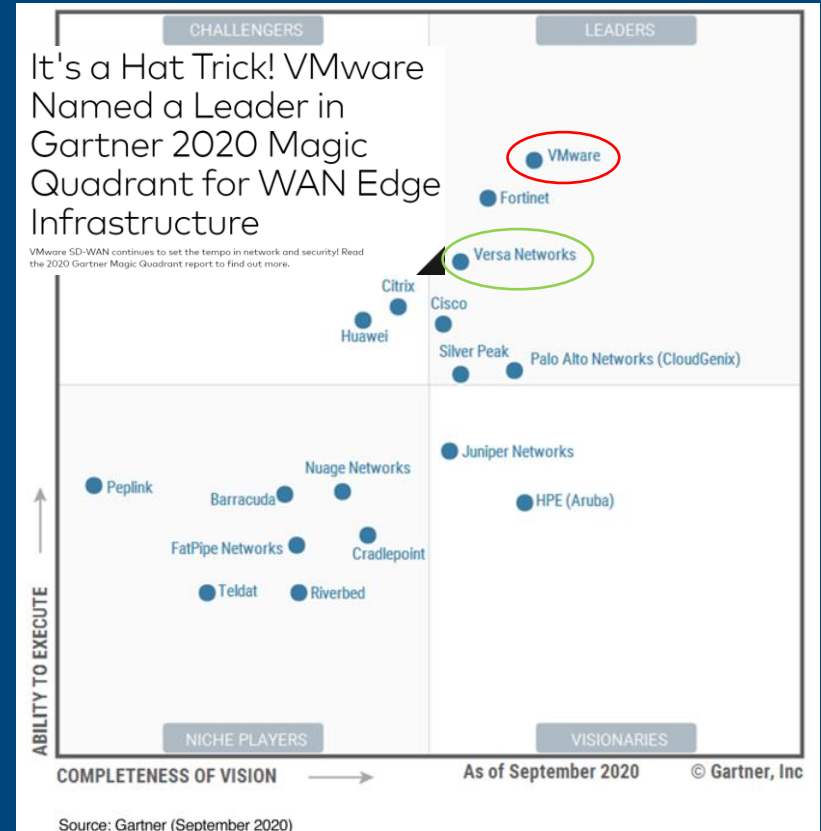 CHALLENGERS
LEADERS
It's a Hat Trick! VMware
Named a Leader in
Gartner 2020 Magic
Quadrant for WAN Edge
Infrastructure
VMware SD-WAN continues to set the tempo in network and security! Read
the 2020 Gartner Magic Quadrant report to find out more.
VMware
Fortinet
Versa Networks
Citrix
Cisco
Huawei
Silver Peak
Palo Alto Networks (CloudGenix)
Juniper Networks
Nuage Networks
Peplink
Barracuda
HPE (Aruba)
FatPipe Networks
Cradlepoint
Teldat
Riverbed
ABILITY TO EXECUTE
NICHE PLAYERS
VISIONARIES
COMPLETENESS OF VISION
As of September 2020
© Gartner, Inc
Source: Gartner (September 2020)